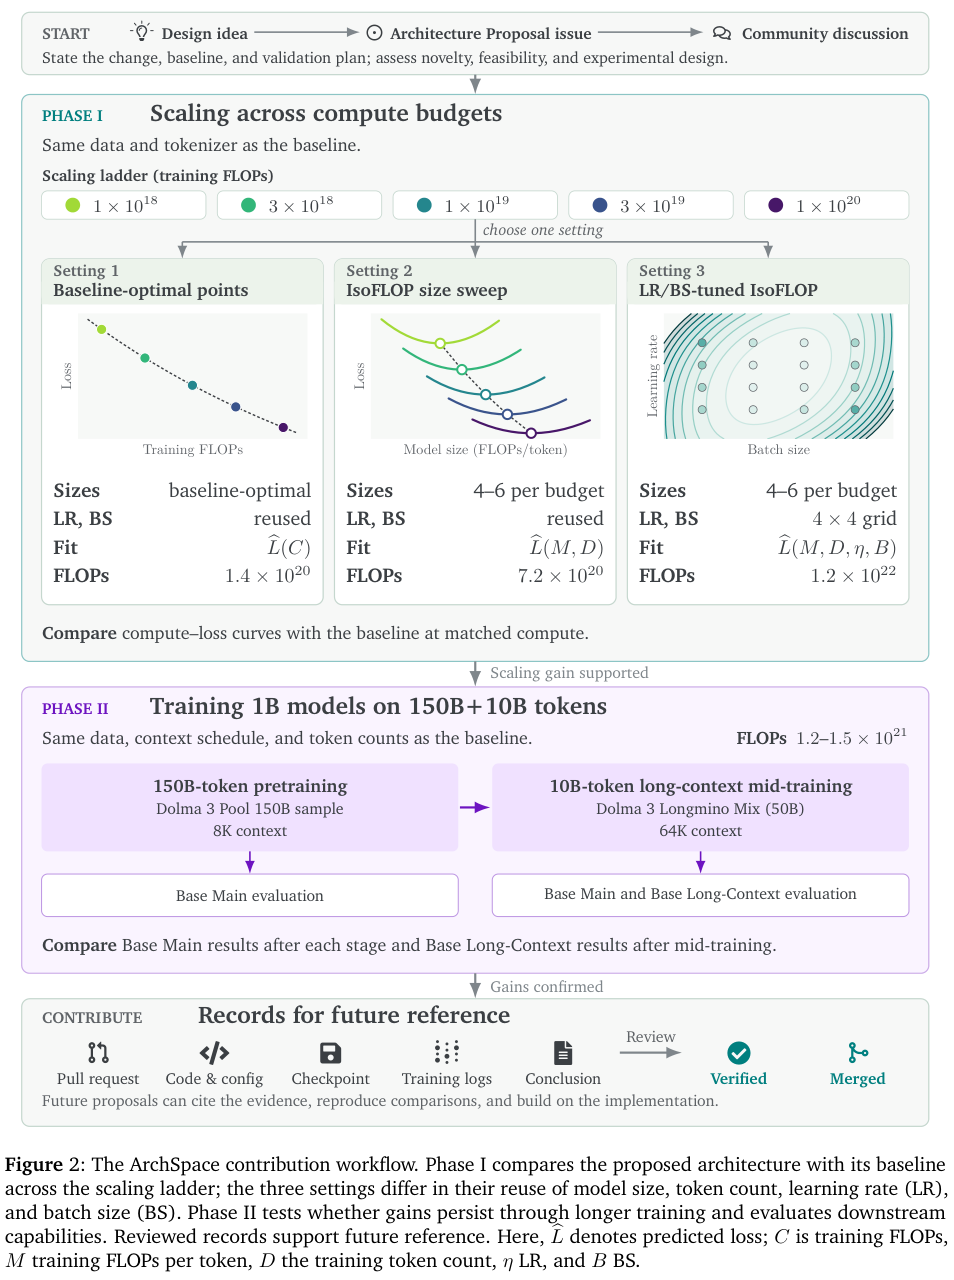 START Design idea Architecture Proposal issue Community discussion
State the change, baseline, and validation plan; assess novelty, feasibility, and experimental design.
PHASE I Scaling across compute budgets
Same data and tokenizer as the baseline.
Scaling ladder (training FLOPs)
1 × 10^18 3 × 10^18 1 × 10^19 3 × 10^19 1 × 10^20
choose one setting
Setting 1
Baseline-optimal points
Loss
Training FLOPs
Sizes baseline-optimal
LR, BS reused
Fit L̂(C)
FLOPs 1.4 × 10^20
Setting 2
IsoFLOP size sweep
Loss
Model size (FLOPs/token)
Sizes 4–6 per budget
LR, BS reused
Fit L̂(M, D)
FLOPs 7.2 × 10^20
Setting 3
LR/BS-tuned IsoFLOP
Learning rate
Batch size
Sizes 4–6 per budget
LR, BS 4 × 4 grid
Fit L̂(M, D, η, B)
FLOPs 1.2 × 10^22
Compare compute–loss curves with the baseline at matched compute.
Scaling gain supported
PHASE II Training 1B models on 150B+10B tokens
Same data, context schedule, and token counts as the baseline. FLOPs 1.2–1.5 × 10^21
150B-token pretraining
Dolma 3 Pool 150B sample
8K context
10B-token long-context mid-training
Dolma 3 Longmino Mix (50B)
64K context
Base Main evaluation
Base Main and Base Long-Context evaluation
Compare Base Main results after each stage and Base Long-Context results after mid-training.
Gains confirmed
CONTRIBUTE Records for future reference
Review
Pull request Code & config Checkpoint Training logs Conclusion Verified Merged
Future proposals can cite the evidence, reproduce comparisons, and build on the implementation.
Figure 2: The ArchSpace contribution workflow. Phase I compares the proposed architecture with its baseline
across the scaling ladder; the three settings differ in their reuse of model size, token count, learning rate (LR),
and batch size (BS). Phase II tests whether gains persist through longer training and evaluates downstream
capabilities. Reviewed records support future reference. Here, L̂ denotes predicted loss; C is training FLOPs,
M training FLOPs per token, D the training token count, η LR, and B BS.